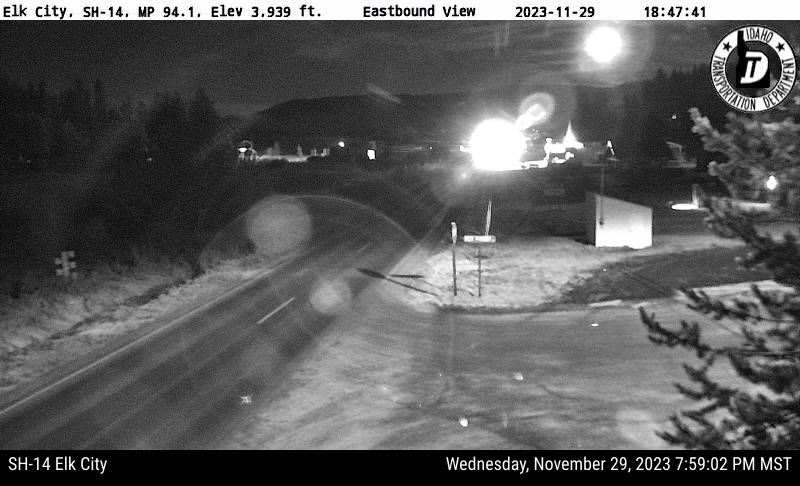 Elk City, SH-14, MP 94.1, Elev 3,939 ft. Eastbound View 2023-11-29 18:47:41
IDAHO
TRANSPORTATION DEPARTMENT
SH-14 Elk City Wednesday, November 29, 2023 7:59:02 PM MST